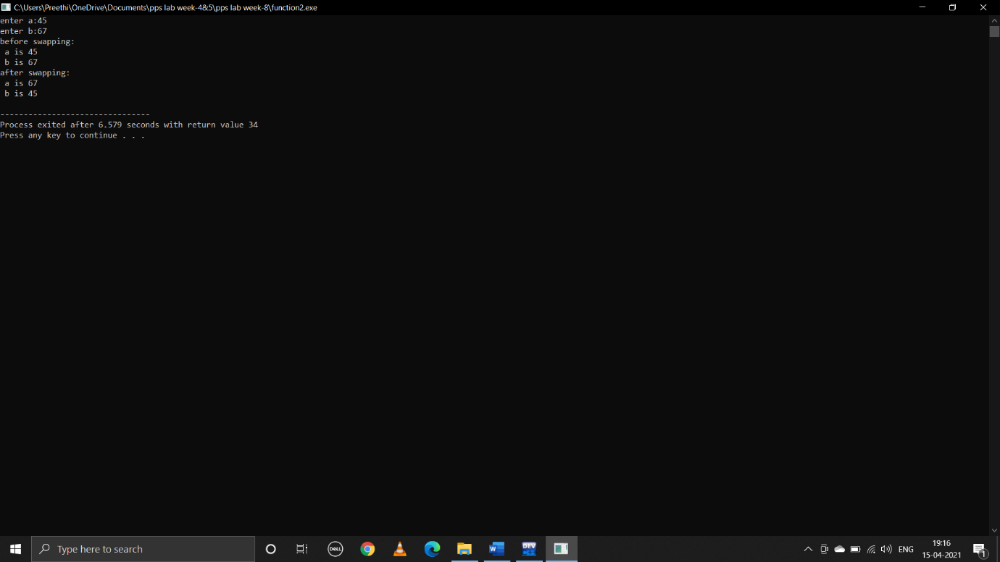 C:\Users\Preethi\OneDrive\Documents\pps lab week-4&5\pps lab week-8\function2.exe
enter a:45
enter b:67
before swapping:
 a is 45
 b is 67
after swapping:
 a is 67
 b is 45
--------------------------------
Process exited after 6.579 seconds with return value 34
Press any key to continue . . .
Type here to search
DELL
W
DEV
C++
ENG
19:16
15-04-2021
1